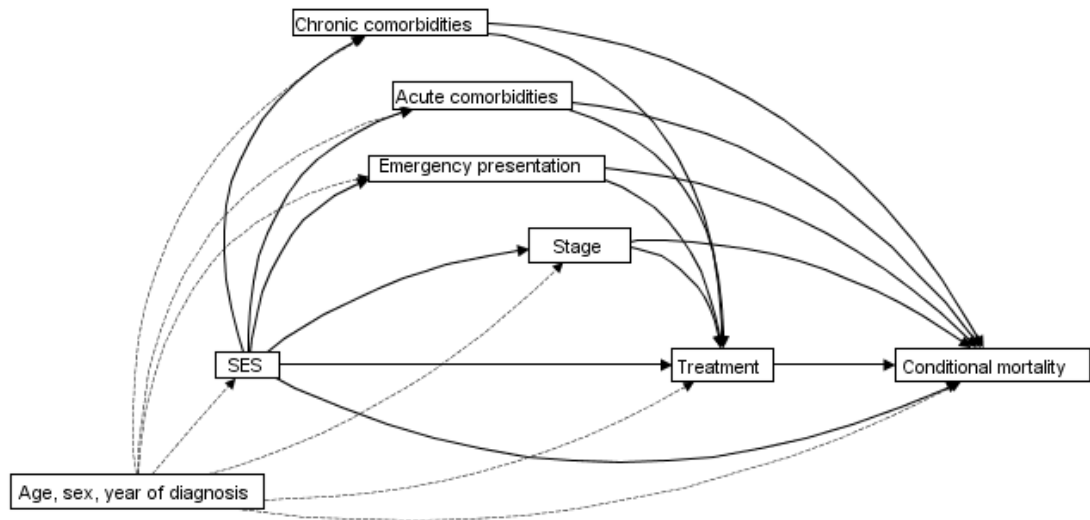 Chronic comorbidities
Acute comorbidities
Emergency presentation
Stage
SES
Treatment
Conditional mortality
Age, sex, year of diagnosis